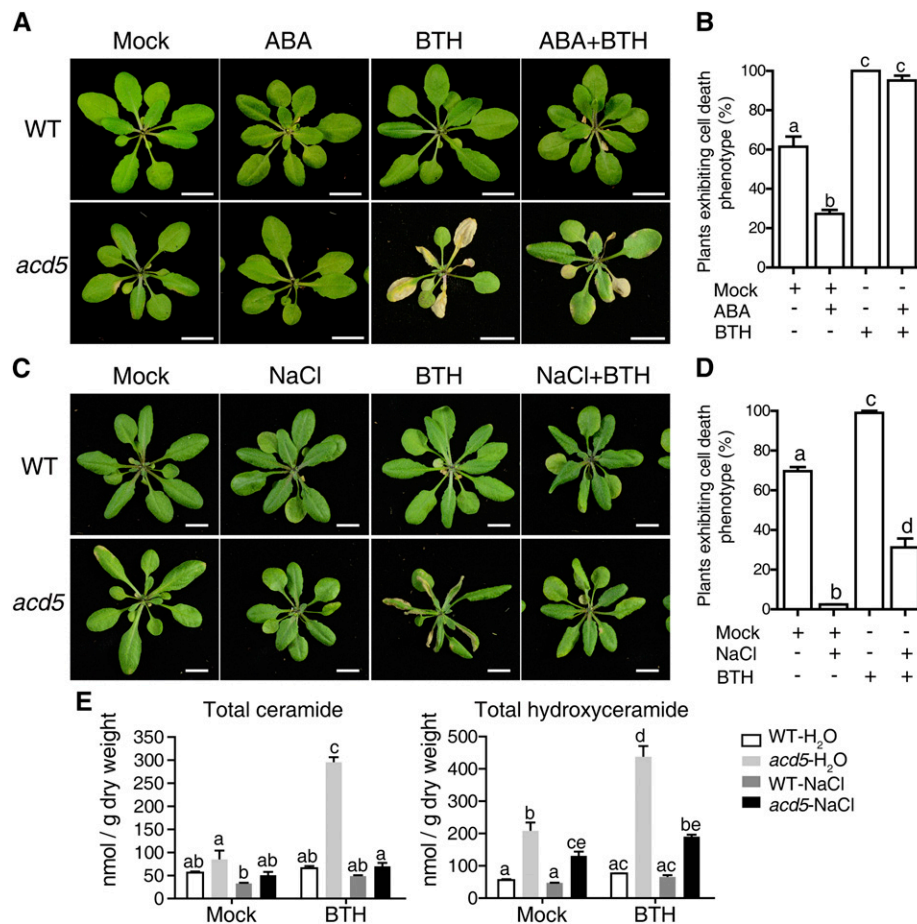 A
Mock ABA BTH ABA+BTH
WT
acd5
B
Plants exhibiting cell death
phenotype (%)
100
80
60
40
20
0
a b c c
Mock + + - -
ABA - + - +
BTH - - + +
C
Mock NaCl BTH NaCl+BTH
WT
acd5
D
Plants exhibiting cell death
phenotype (%)
100
80
60
40
20
0
a b c d
Mock + + - -
NaCl - + - +
BTH - - + +
E
Total ceramide
nmol / g dry weight
350
300
250
200
150
100
50
0
ab a b ab ab c ab a
Mock BTH
Total hydroxyceramide
500
400
300
200
100
0
a b a ce ac d ac be
Mock BTH
WT-H₂O
acd5-H₂O
WT-NaCl
acd5-NaCl